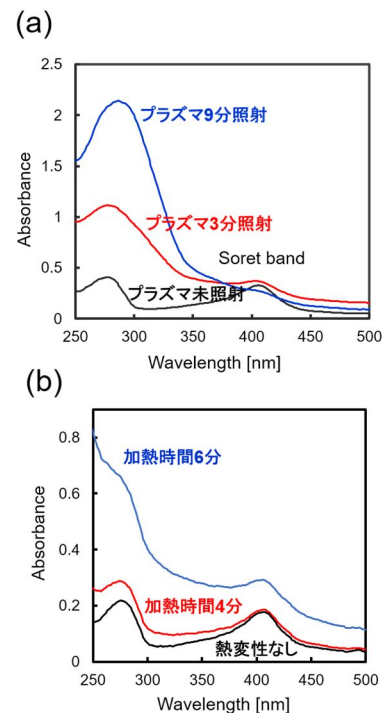 (a)
2.5
2
1.5
1
0.5
0
250
300
350
400
450
500
Absorbance
Wavelength [nm]
プラズマ9分照射
プラズマ3分照射
Soret band
プラズマ未照射
(b)
0.8
0.6
0.4
0.2
0
250
300
350
400
450
500
Absorbance
Wavelength [nm]
加熱時間6分
加熱時間4分
熱変性なし